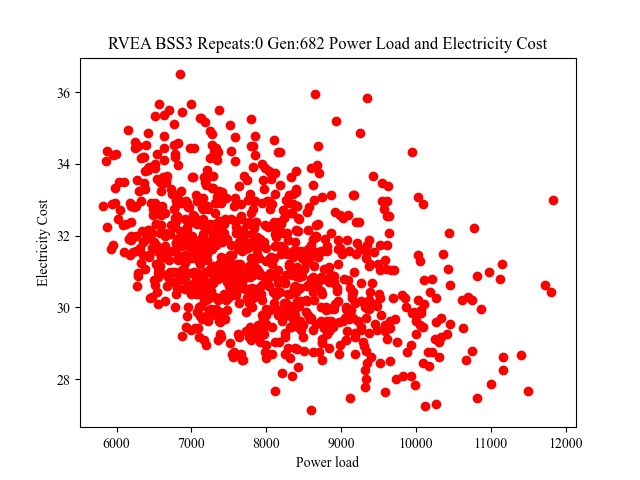 RVEA BSS3 Repeats:0 Gen:682 Power Load and Electricity Cost
Electricity Cost
36
34
32
30
28
6000 7000 8000 9000 10000 11000 12000
Power load